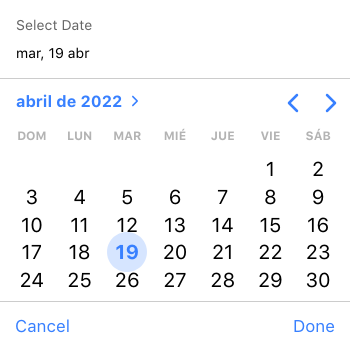 Select Date
mar, 19 abr
abril de 2022
DOM LUN MAR MIÉ JUE VIE SÁB
1 2
3 4 5 6 7 8 9
10 11 12 13 14 15 16
17 18 19 20 21 22 23
24 25 26 27 28 29 30
Cancel Done